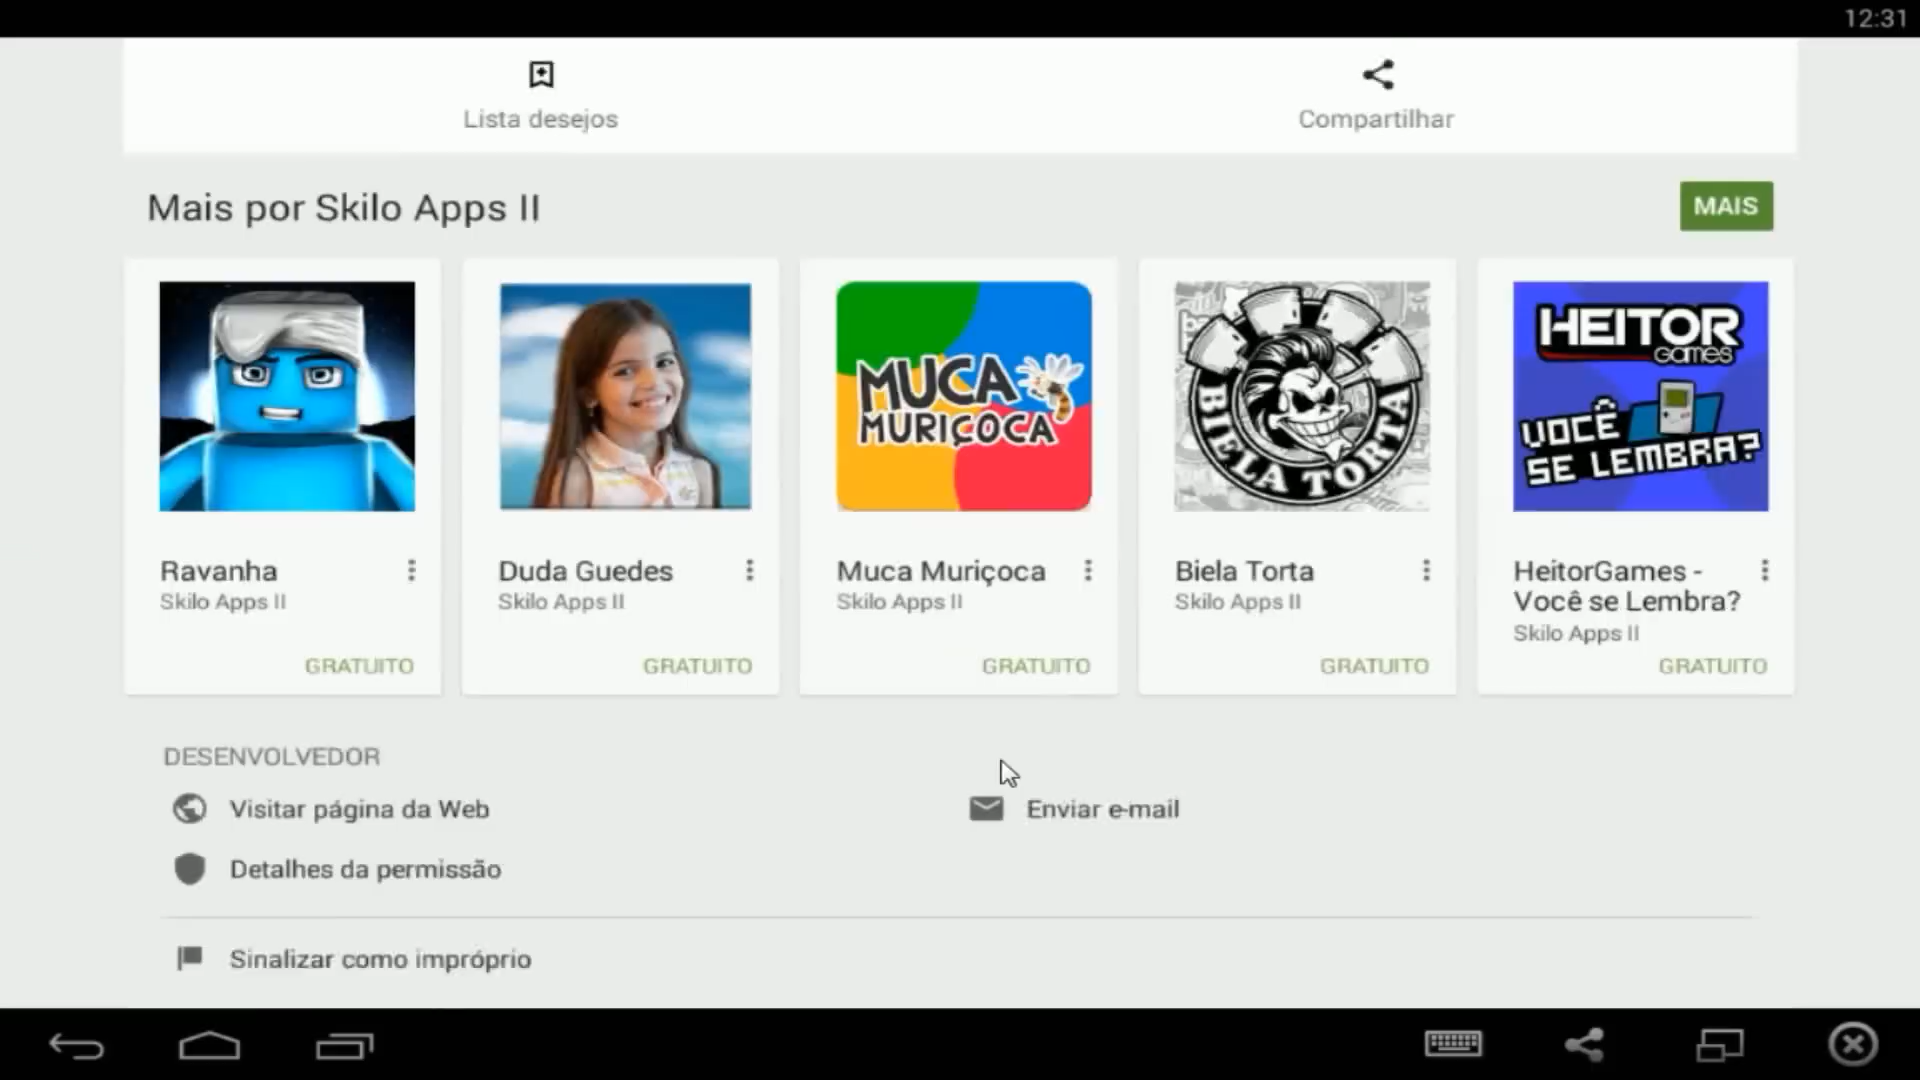 12:31
Lista desejos
Compartilhar
Mais por Skilo Apps II
MAIS
MUCA
MURIÇOCA
BIELA TORTA
HEITOR
GAMES
VOCÊ
SE LEMBRA?
Ravanha
Skilo Apps II
GRATUITO
Duda Guedes
Skilo Apps II
GRATUITO
Muca Muriçoca
Skilo Apps II
GRATUITO
Biela Torta
Skilo Apps II
GRATUITO
HeitorGames -
Você se Lembra?
Skilo Apps II
GRATUITO
DESENVOLVEDOR
Visitar página da Web
Enviar e-mail
Detalhes da permissão
Sinalizar como impróprio